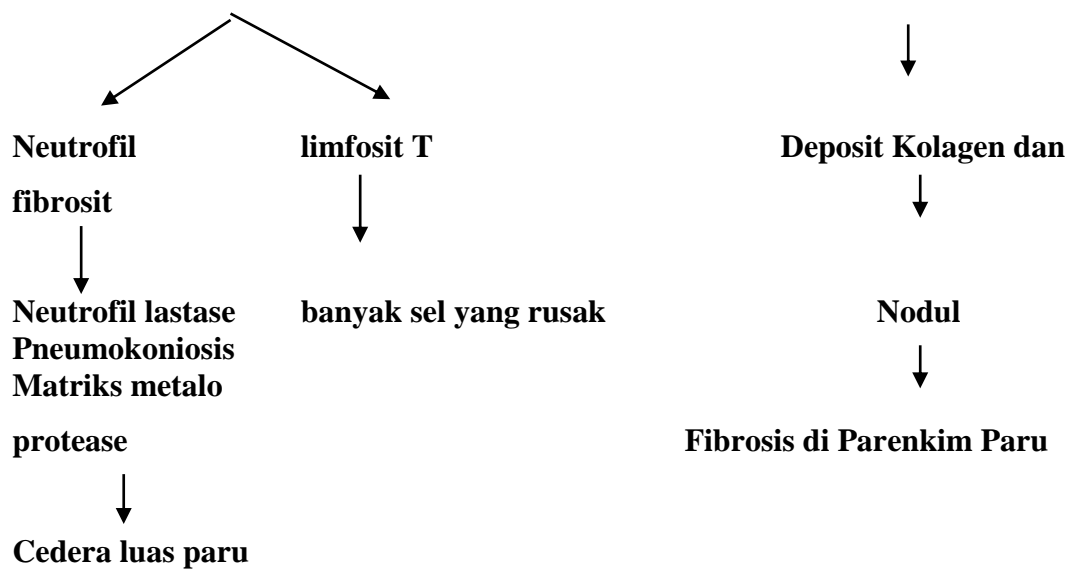 Neutrofil limfosit T Deposit Kolagen dan
fibrosit
Neutrofil lastase banyak sel yang rusak Nodul
Pneumokoniosis
Matriks metalo
protease Fibrosis di Parenkim Paru
Cedera luas paru